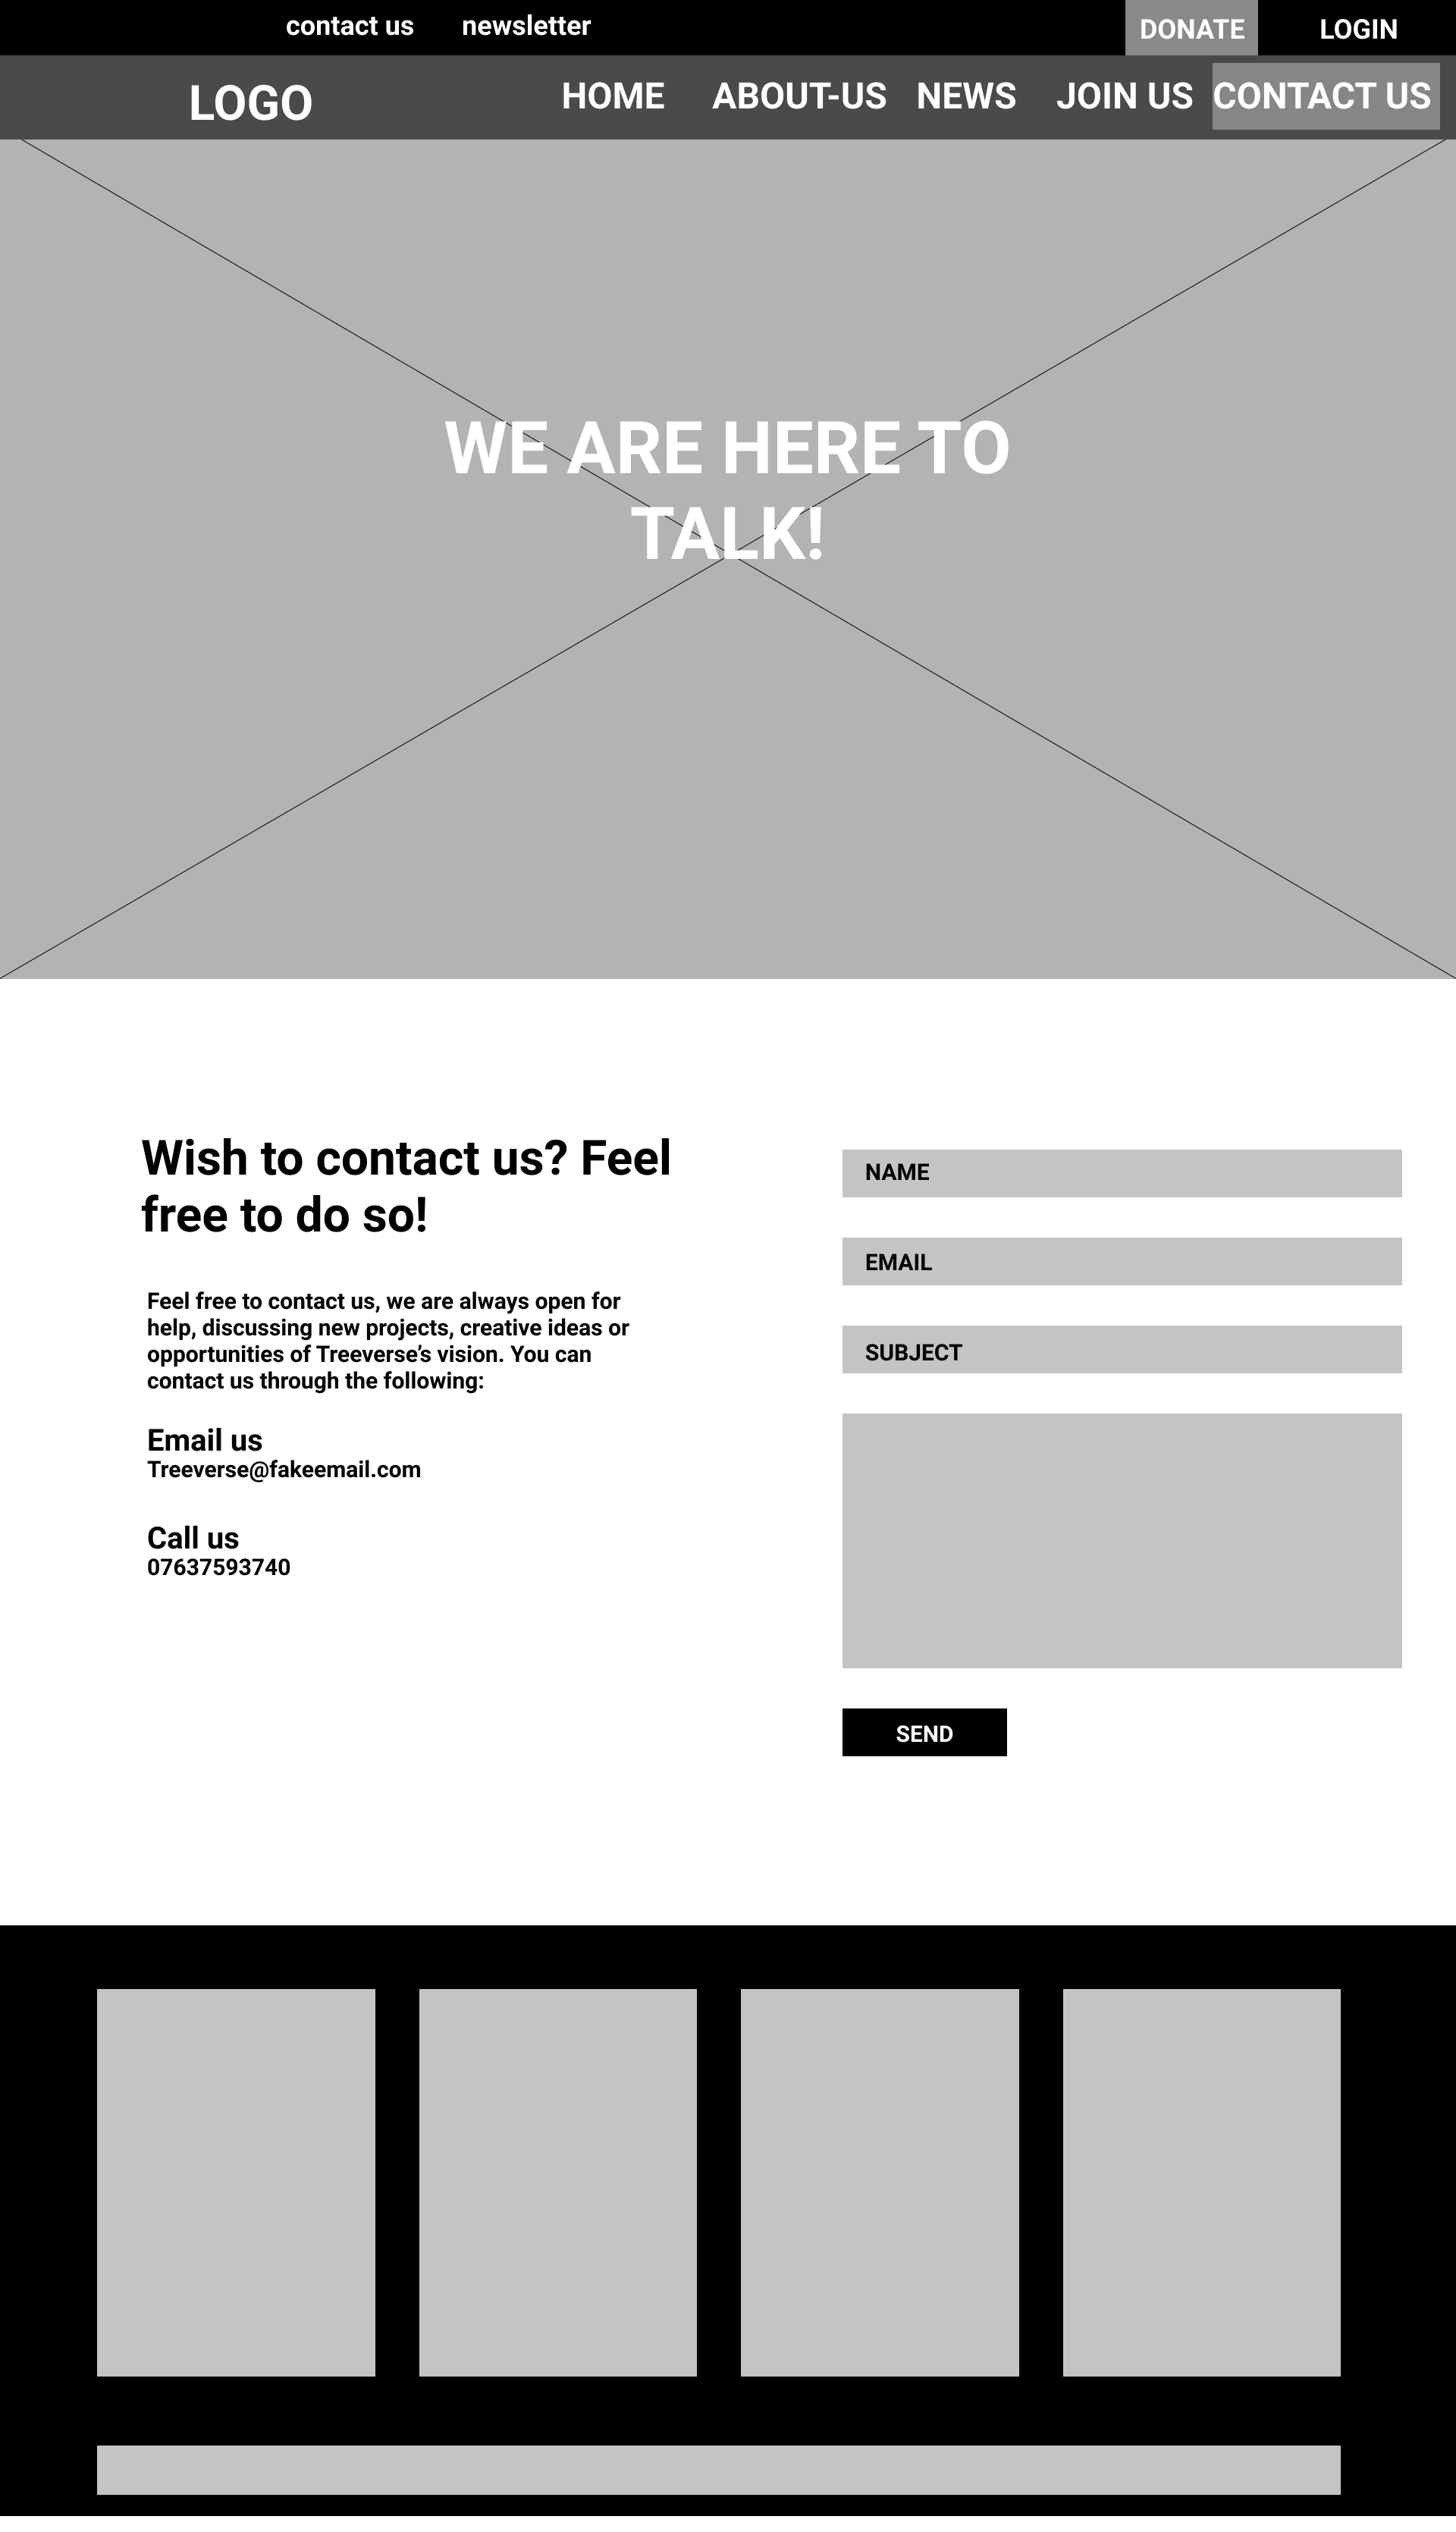 contact us newsletter DONATE LOGIN
LOGO HOME ABOUT-US NEWS JOIN US CONTACT US
WE ARE HERE TO
TALK!
Wish to contact us? Feel
free to do so!
Feel free to contact us, we are always open for
help, discussing new projects, creative ideas or
opportunities of Treeverse’s vision. You can
contact us through the following:
Email us
Treeverse@fakeemail.com
Call us
07637593740
NAME
EMAIL
SUBJECT
SEND